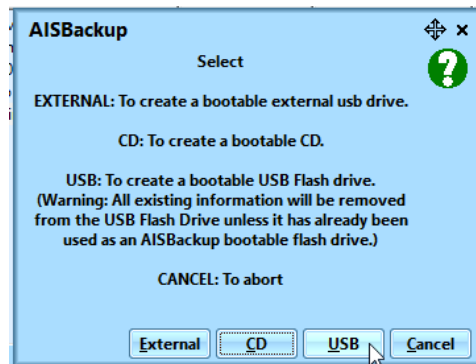 AISBackup
Select
EXTERNAL: To create a bootable external usb drive.
CD: To create a bootable CD.
USB: To create a bootable USB Flash drive.
(Warning: All existing information will be removed
from the USB Flash Drive unless it has already been
used as an AISBackup bootable flash drive.)
CANCEL: To abort
External CD USB Cancel